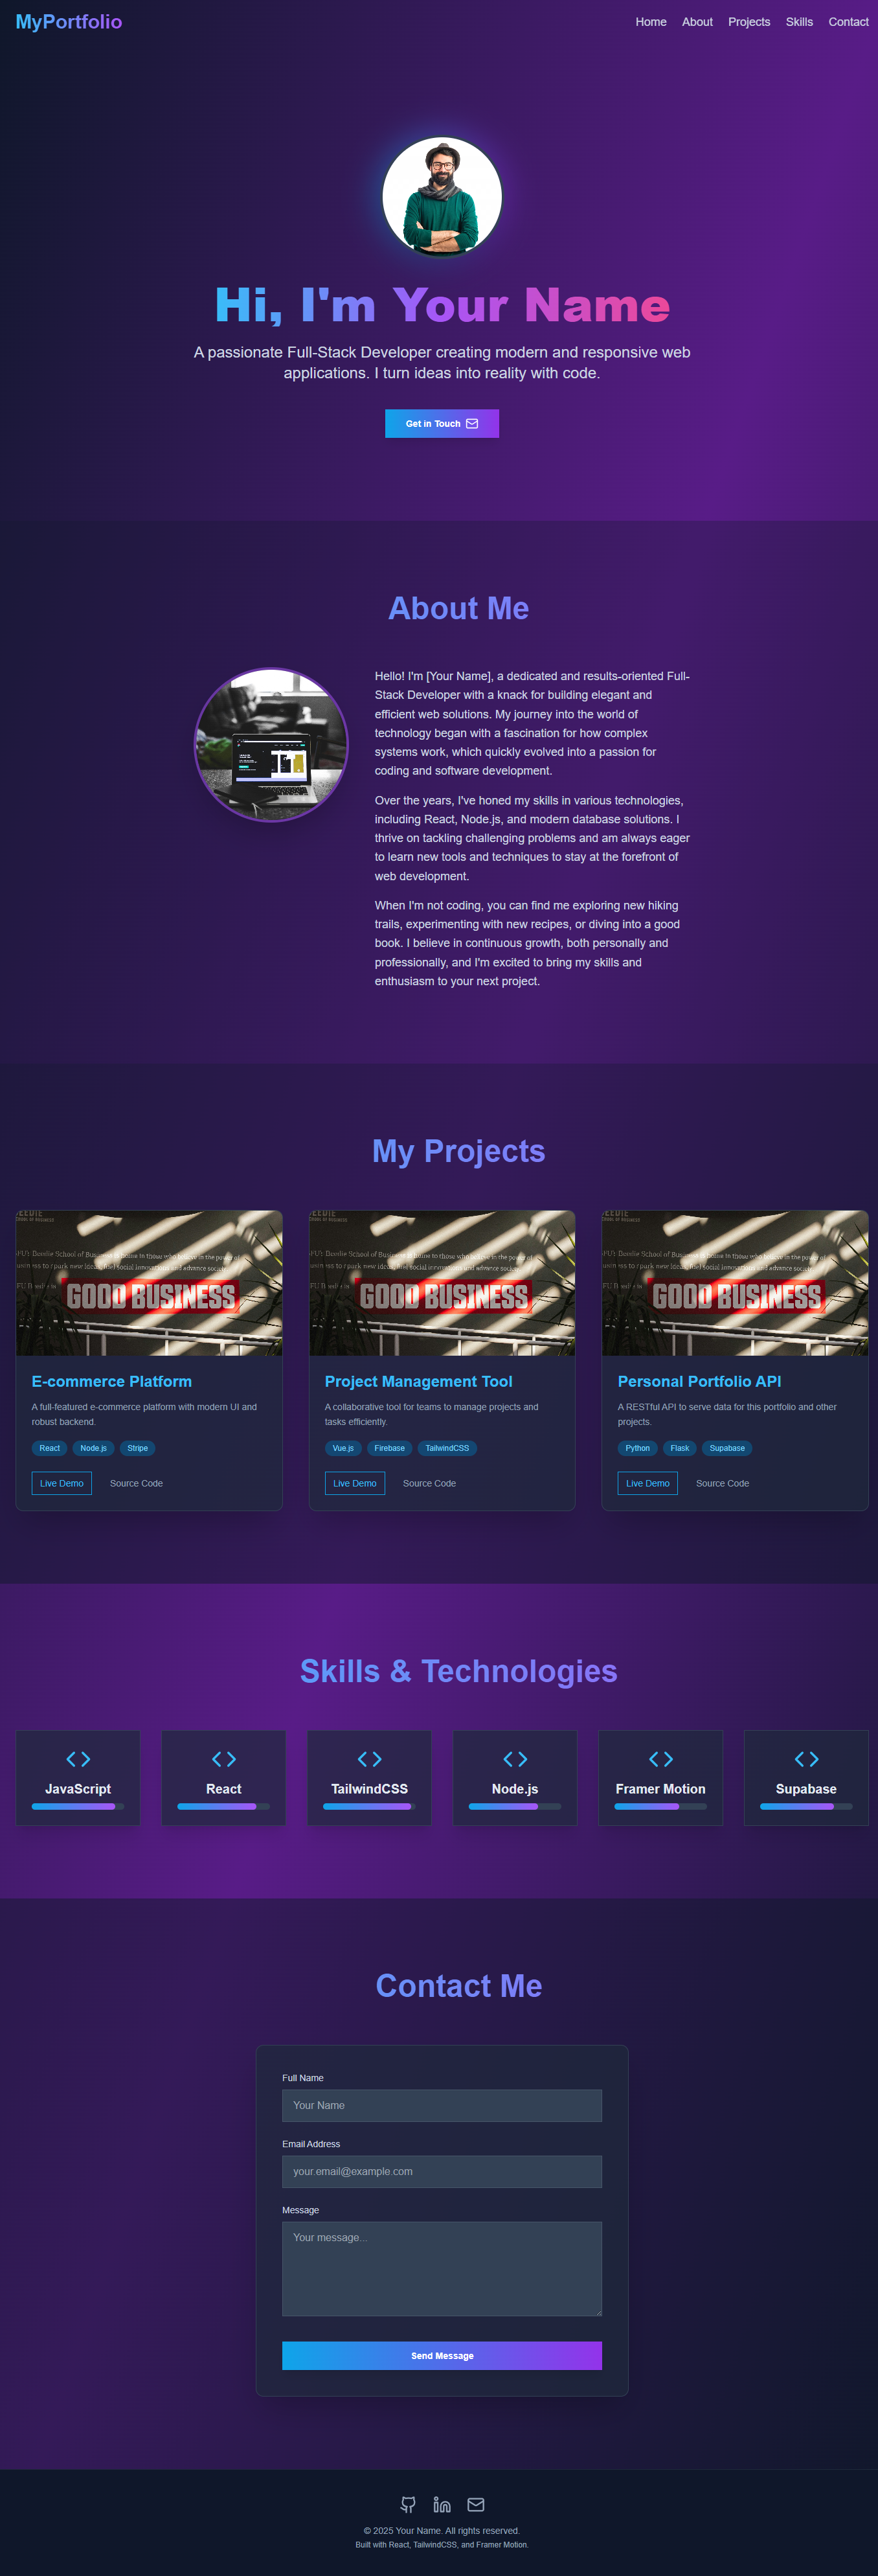 MyPortfolio
Home About Projects Skills Contact
Hi, I'm Your Name
A passionate Full-Stack Developer creating modern and responsive web
applications. I turn ideas into reality with code.
Get in Touch
About Me
Hello! I'm [Your Name], a dedicated and results-oriented Full-
Stack Developer with a knack for building elegant and
efficient web solutions. My journey into the world of
technology began with a fascination for how complex
systems work, which quickly evolved into a passion for
coding and software development.
Over the years, I've honed my skills in various technologies,
including React, Node.js, and modern database solutions. I
thrive on tackling challenging problems and am always eager
to learn new tools and techniques to stay at the forefront of
web development.
When I'm not coding, you can find me exploring new hiking
trails, experimenting with new recipes, or diving into a good
book. I believe in continuous growth, both personally and
professionally, and I'm excited to bring my skills and
enthusiasm to your next project.
My Projects
GOOD BUSINESS
E-commerce Platform
A full-featured e-commerce platform with modern UI and
robust backend.
React Node.js Stripe
Live Demo Source Code
GOOD BUSINESS
Project Management Tool
A collaborative tool for teams to manage projects and
tasks efficiently.
Vue.js Firebase TailwindCSS
Live Demo Source Code
GOOD BUSINESS
Personal Portfolio API
A RESTful API to serve data for this portfolio and other
projects.
Python Flask Supabase
Live Demo Source Code
Skills & Technologies
JavaScript
React
TailwindCSS
Node.js
Framer Motion
Supabase
Contact Me
Full Name
Your Name
Email Address
your.email@example.com
Message
Your message...
Send Message
© 2025 Your Name. All rights reserved.
Built with React, TailwindCSS, and Framer Motion.